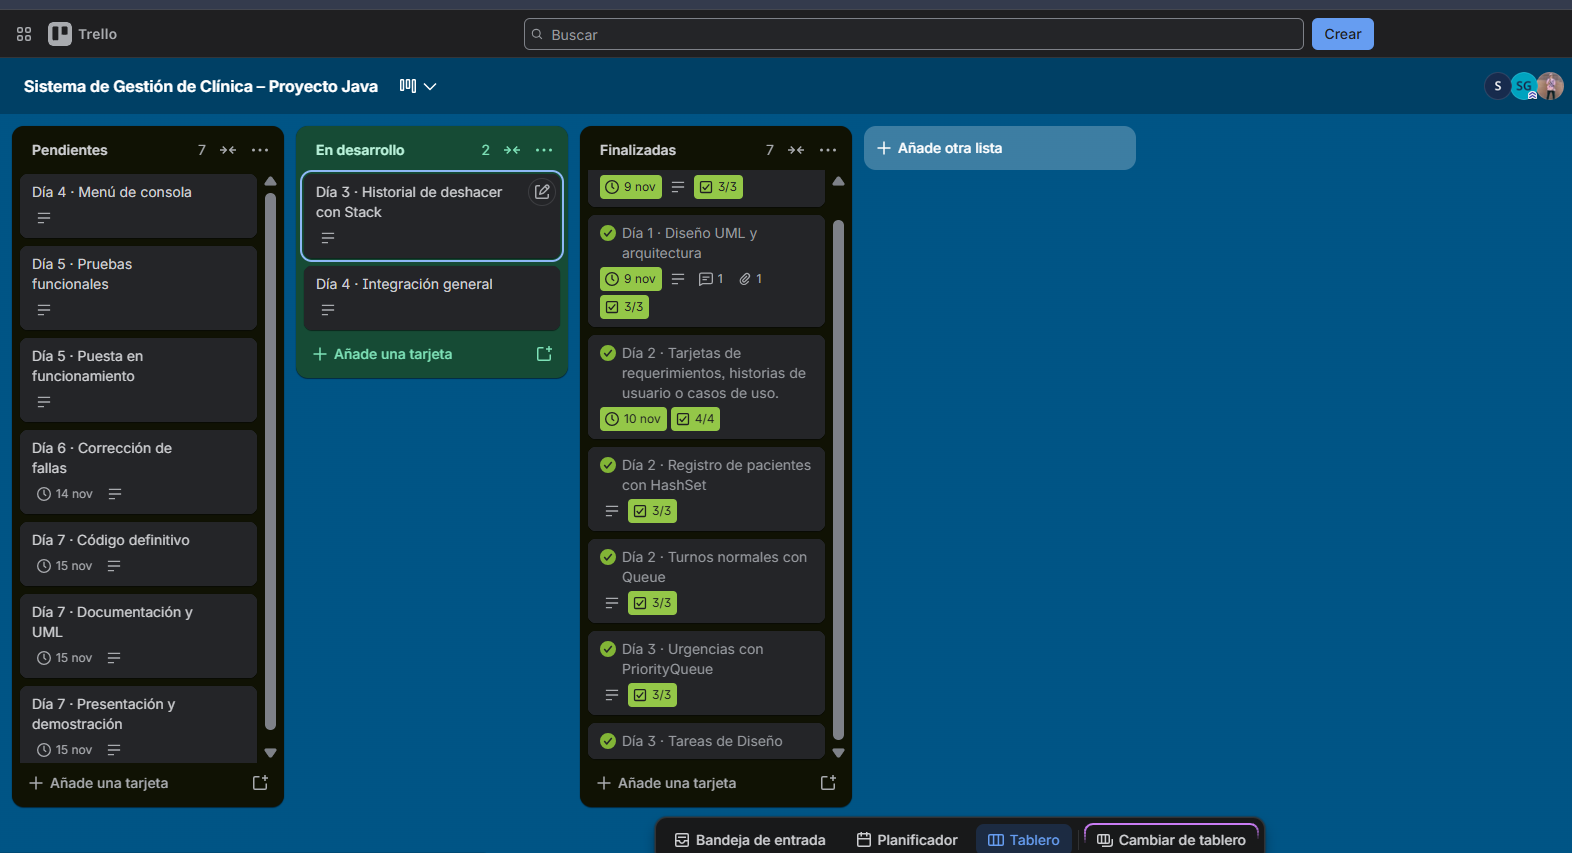 Trello
Buscar
Crear
Sistema de Gestión de Clínica – Proyecto Java
S
SG
Pendientes
7
Día 4 · Menú de consola
Día 5 · Pruebas
funcionales
Día 5 · Puesta en
funcionamiento
Día 6 · Corrección de
fallas
14 nov
Día 7 · Código definitivo
15 nov
Día 7 · Documentación y
UML
15 nov
Día 7 · Presentación y
demostración
15 nov
Añade una tarjeta
En desarrollo
2
Día 3 · Historial de deshacer
con Stack
Día 4 · Integración general
Añade una tarjeta
Finalizadas
7
9 nov 3/3
Día 1 · Diseño UML y
arquitectura
9 nov 1 1
3/3
Día 2 · Tarjetas de
requerimientos, historias de
usuario o casos de uso.
10 nov 4/4
Día 2 · Registro de pacientes
con HashSet
3/3
Día 2 · Turnos normales con
Queue
3/3
Día 3 · Urgencias con
PriorityQueue
3/3
Día 3 · Tareas de Diseño
Añade una tarjeta
Añade otra lista
Bandeja de entrada
Planificador
Tablero
Cambiar de tablero